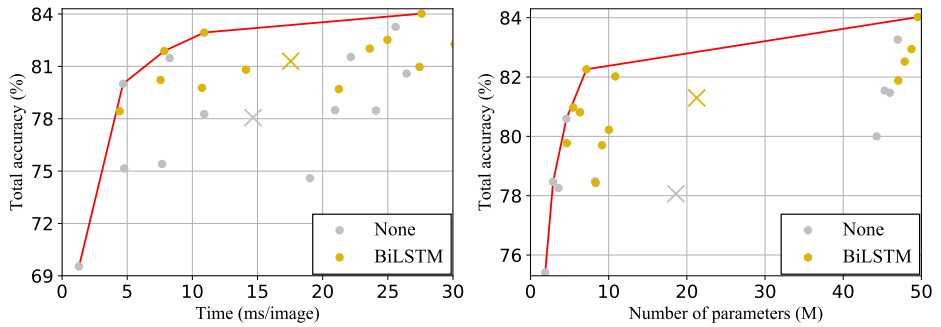 84
81
78
75
72
69
Total accuracy (%)
0 5 10 15 20 25 30
Time (ms/image)
None
BiLSTM
84
82
80
78
76
Total accuracy (%)
0 10 20 30 40 50
Number of parameters (M)
None
BiLSTM